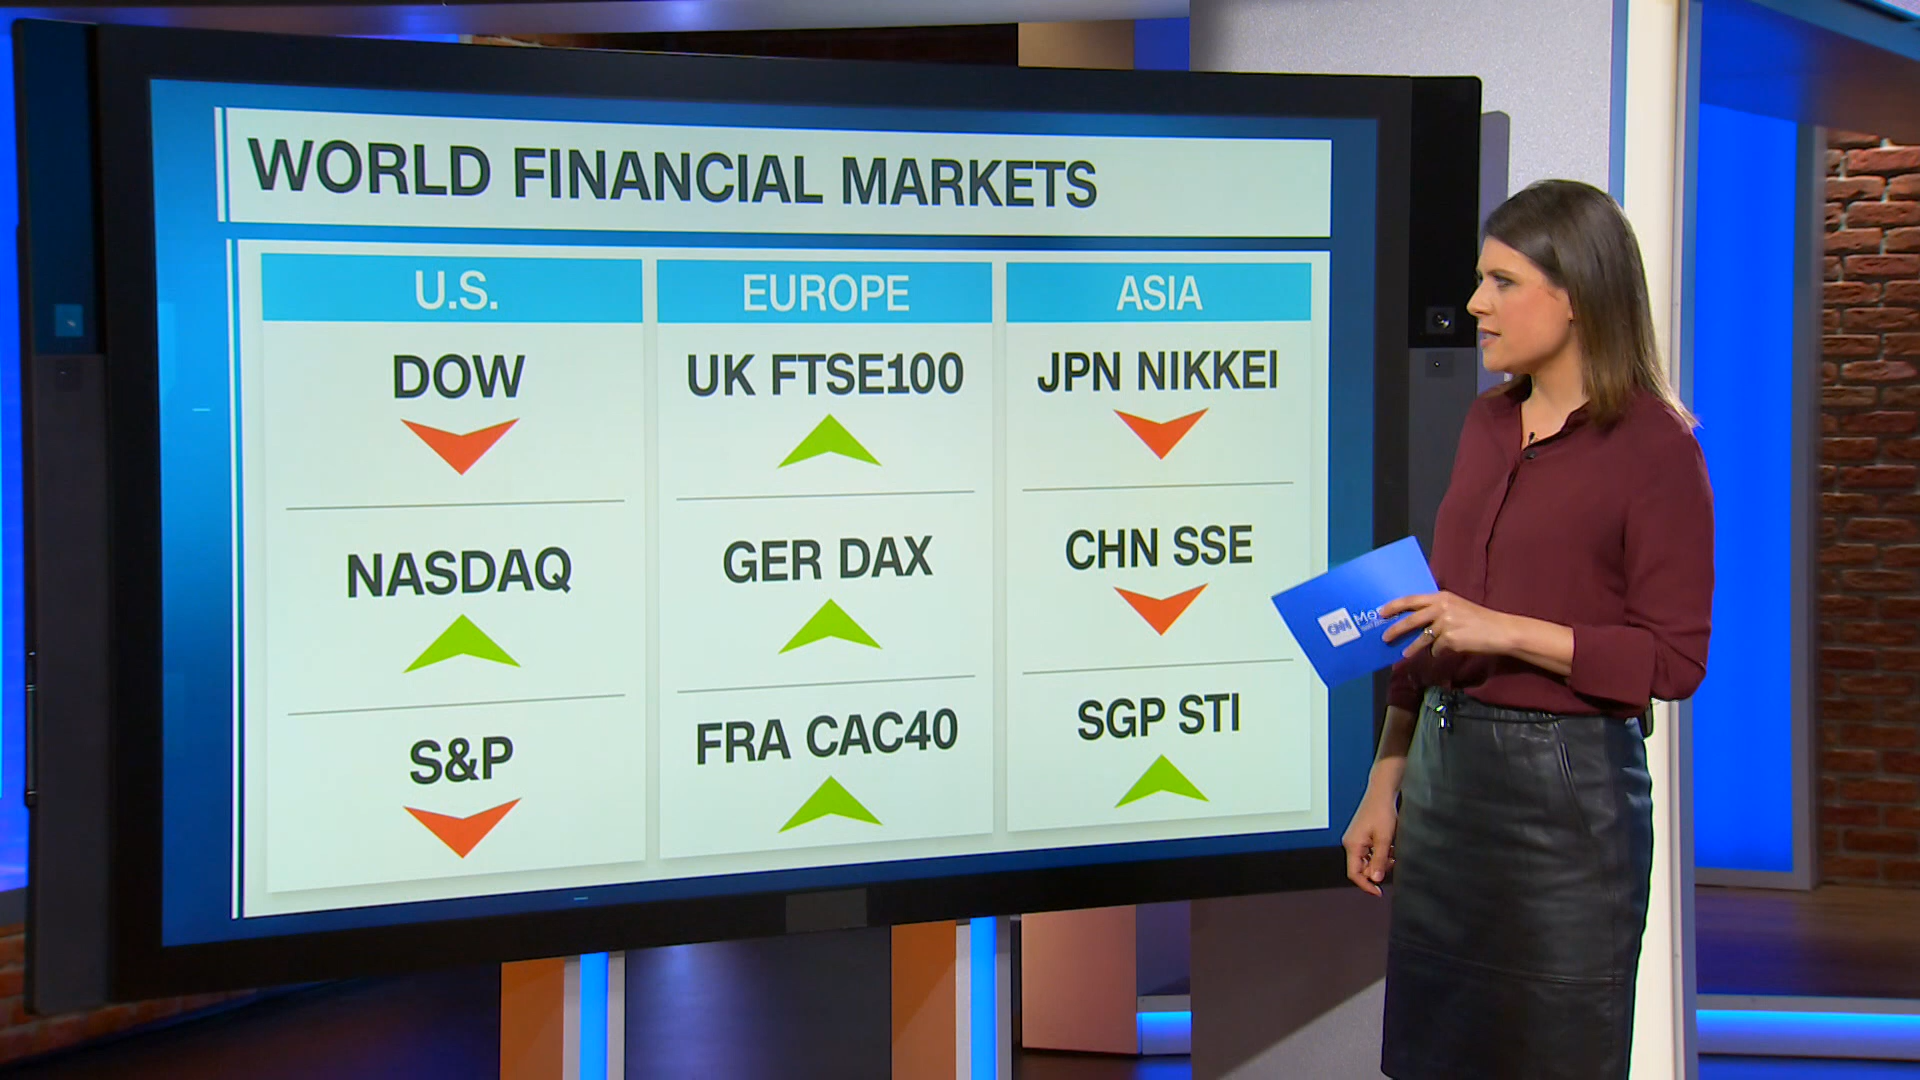 WORLD FINANCIAL MARKETS
U.S.
DOW
NASDAQ
S&P
EUROPE
UK FTSE100
GER DAX
FRA CAC40
ASIA
JPN NIKKEI
CHN SSE
SGP STI
CNN